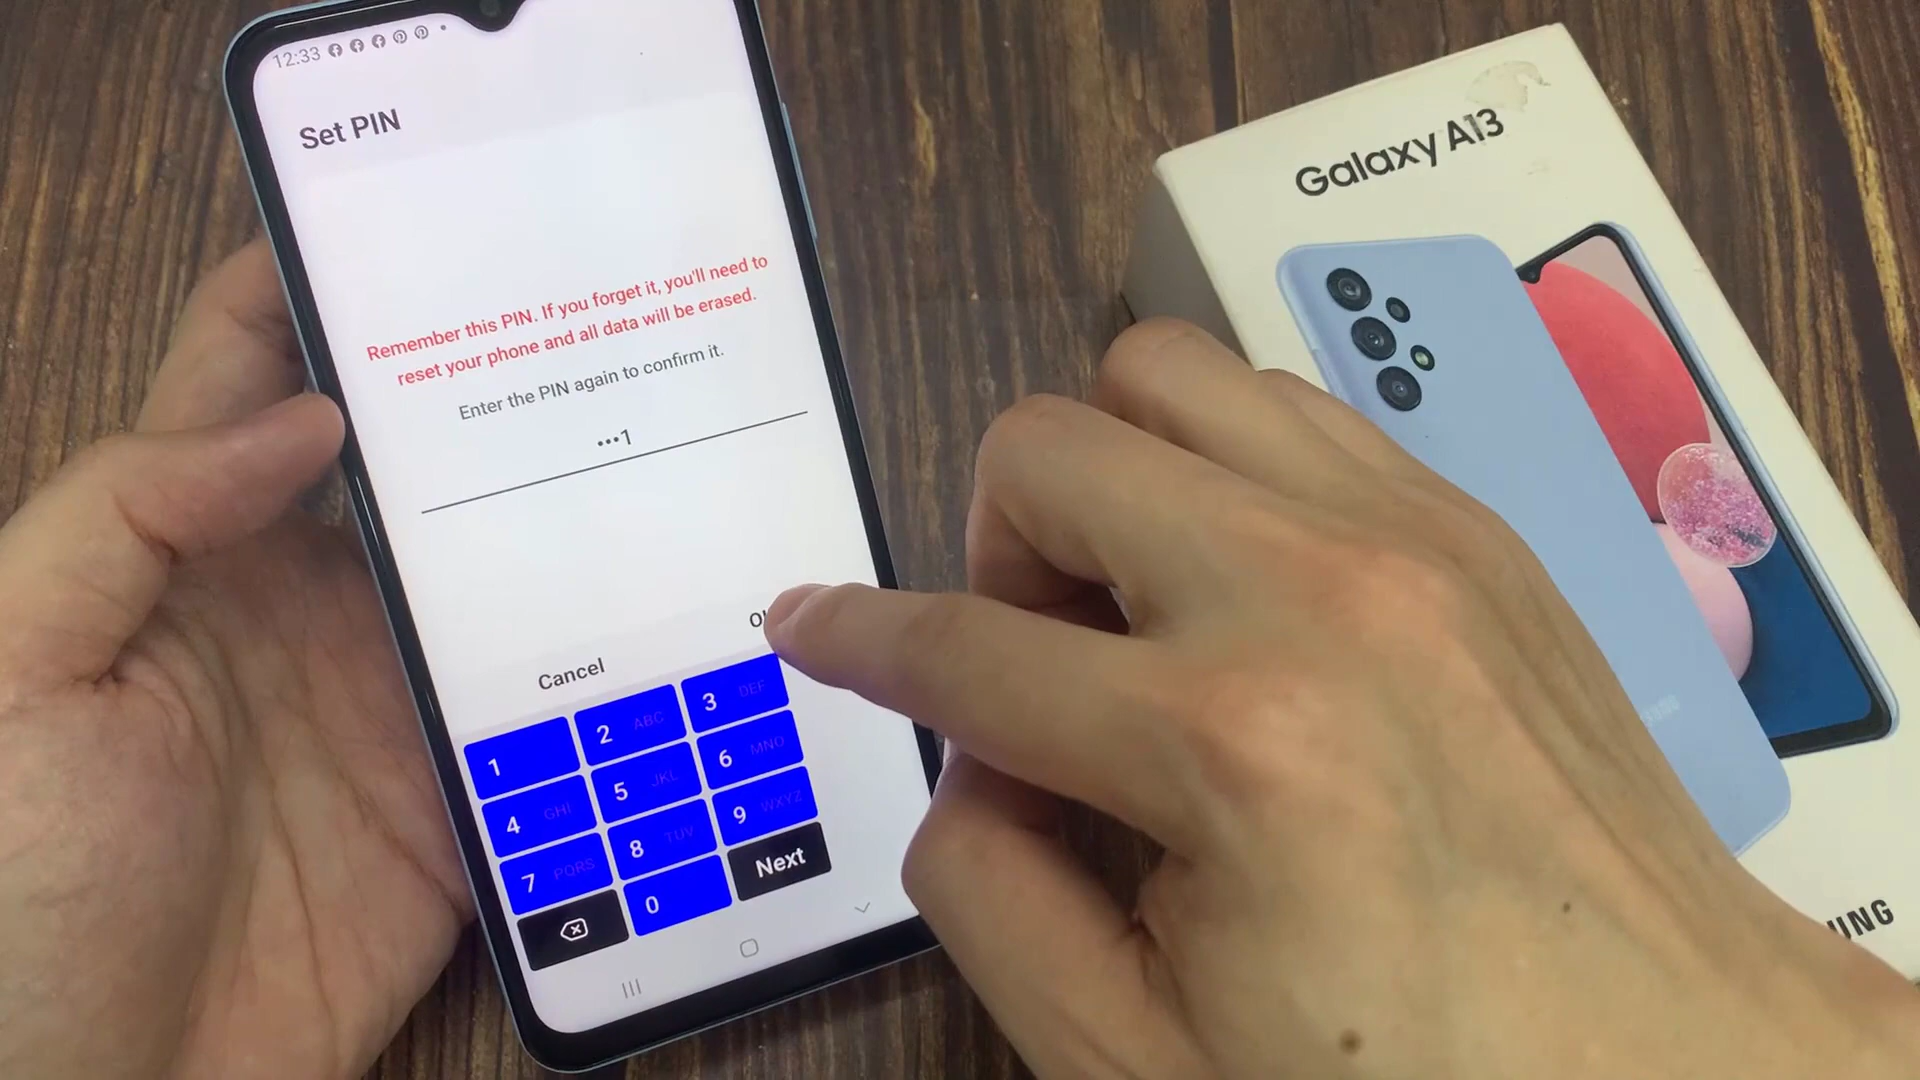 12:33
Set PIN
Remember this PIN. If you forget it, you'll need to
reset your phone and all data will be erased.
Enter the PIN again to confirm it.
•••1
Cancel
1
2 ABC
3 DEF
4 GHI
5 JKL
6 MNO
7 PQRS
8 TUV
9 WXYZ
0
Next
Galaxy A13